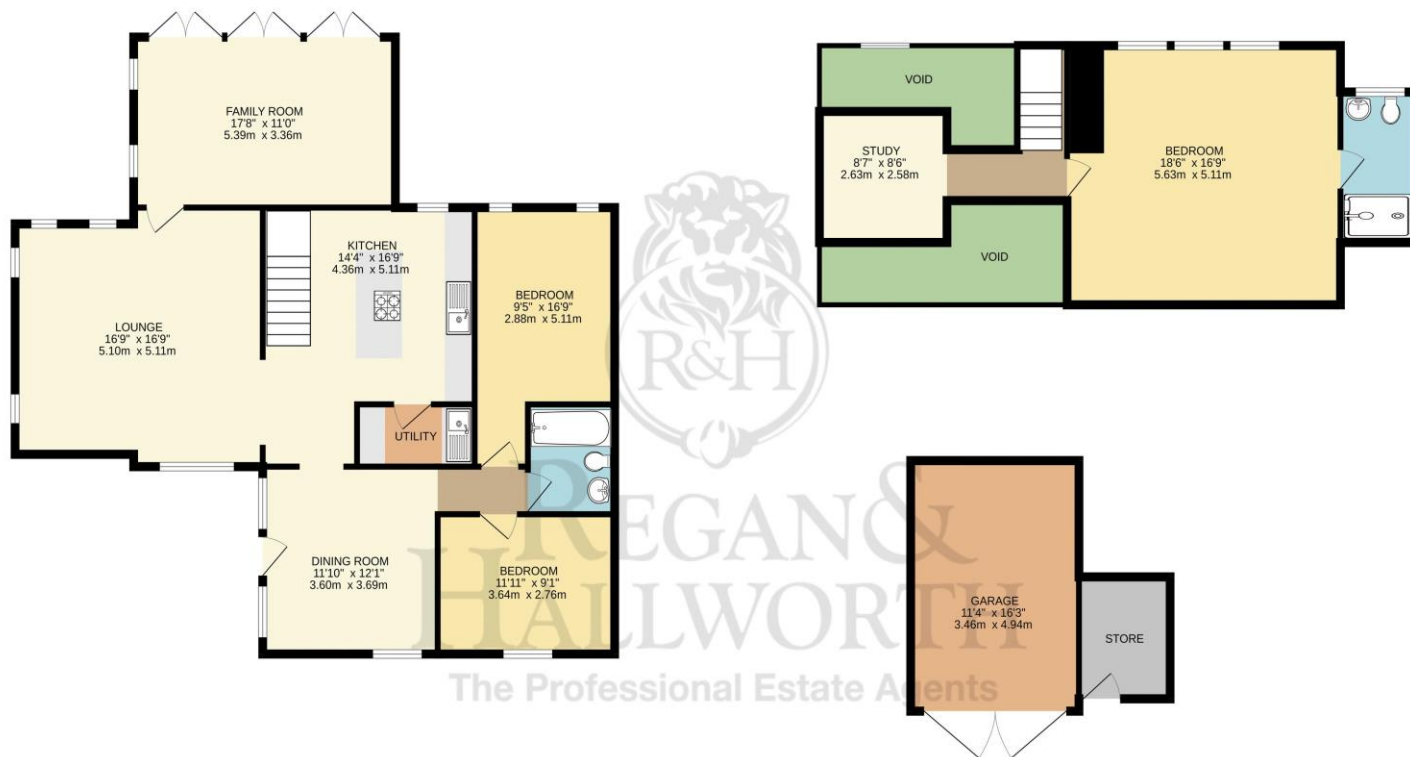 FAMILY ROOM
17'8" x 11'0"
5.39m x 3.36m
KITCHEN
14'4" x 16'9"
4.36m x 5.11m
LOUNGE
16'9" x 16'9"
5.10m x 5.11m
BEDROOM
9'5" x 16'9"
2.88m x 5.11m
UTILITY
DINING ROOM
11'10" x 12'1"
3.60m x 3.69m
BEDROOM
11'11" x 9'1"
3.64m x 2.76m
VOID
STUDY
8'7" x 8'6"
2.63m x 2.58m
BEDROOM
18'6" x 16'9"
5.63m x 5.11m
VOID
GARAGE
11'4" x 16'3"
3.46m x 4.94m
STORE
R&H
REGAN &
HALLWORTH
The Professional Estate Agents